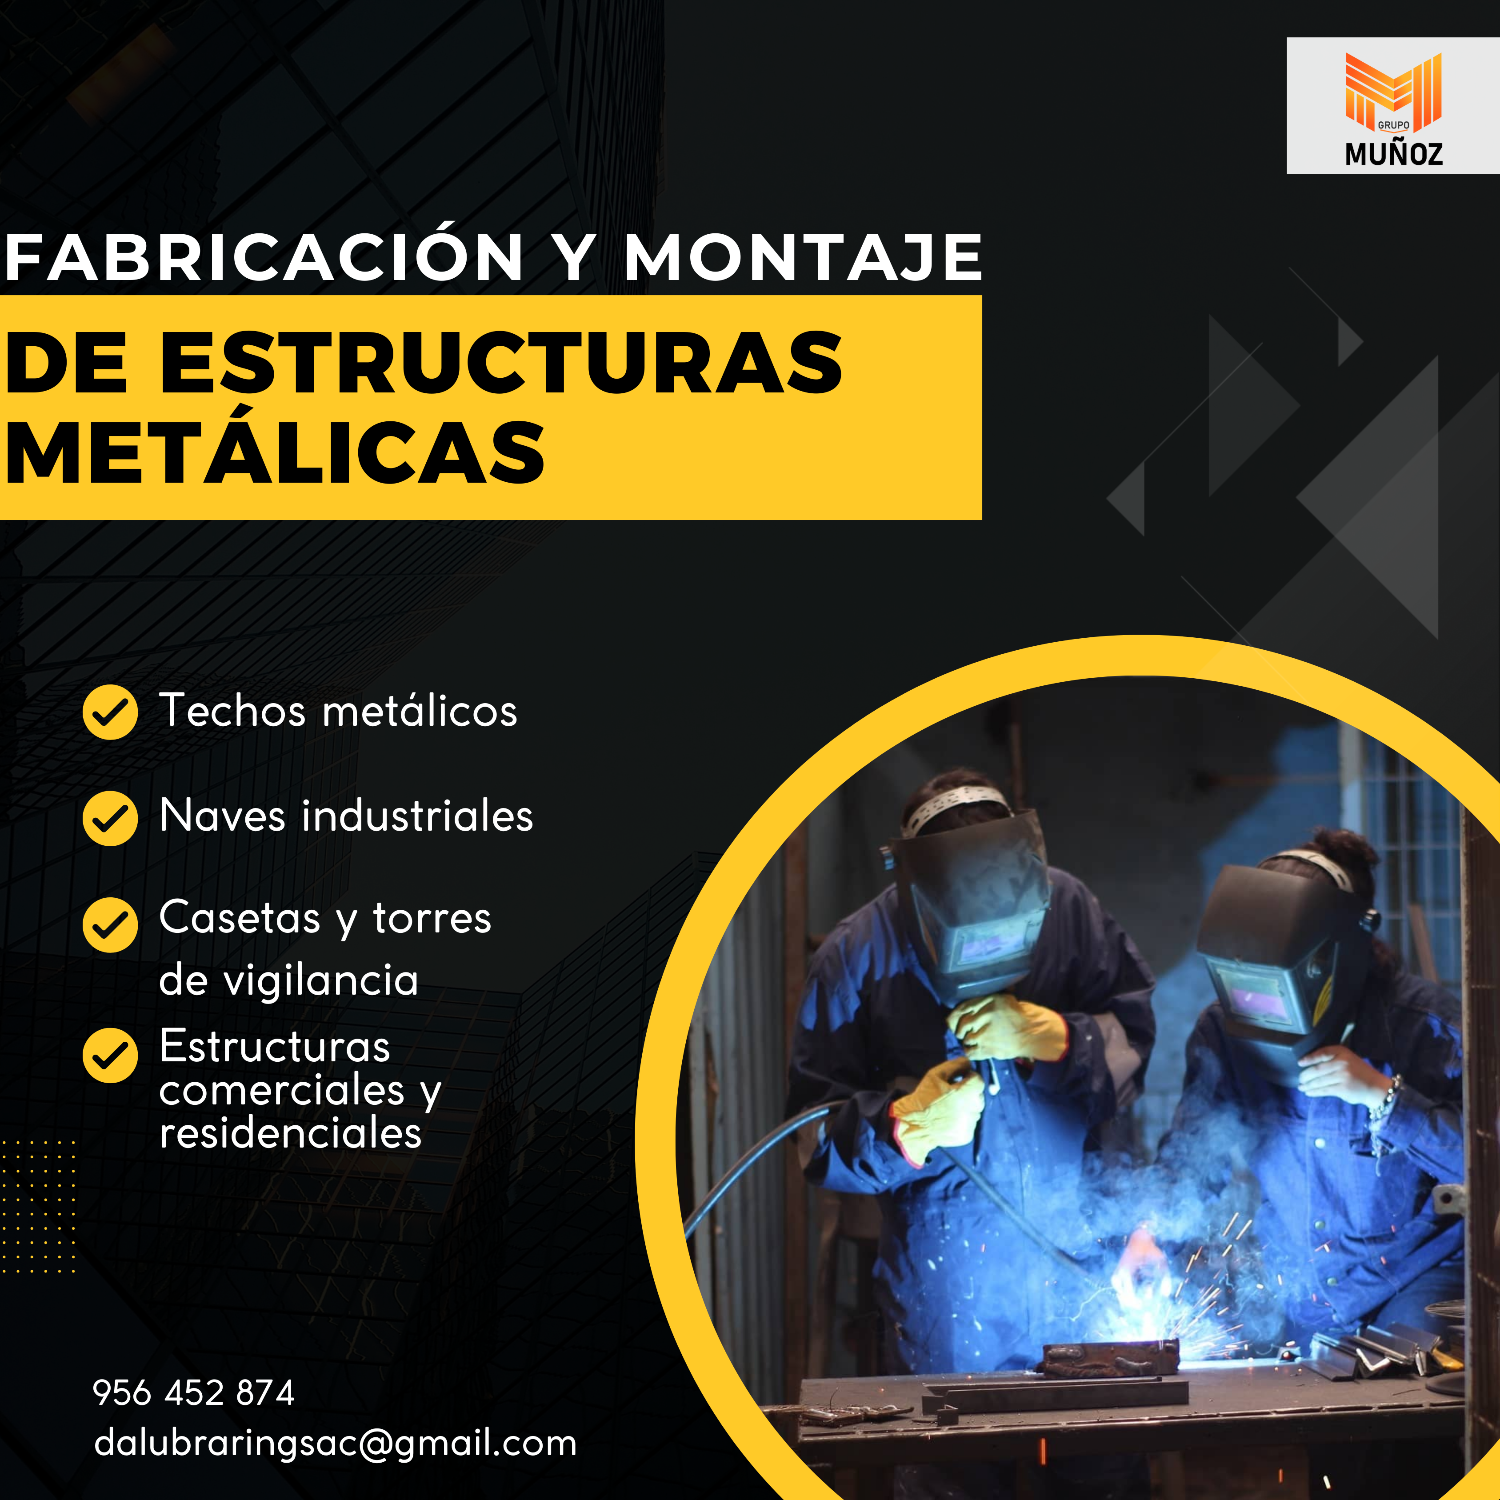 GRUPO
MUÑOZ
FABRICACIÓN Y MONTAJE
DE ESTRUCTURAS
METÁLICAS
Techos metálicos
Naves industriales
Casetas y torres
de vigilancia
Estructuras
comerciales y
residenciales
956 452 874
dalubraringsac@gmail.com